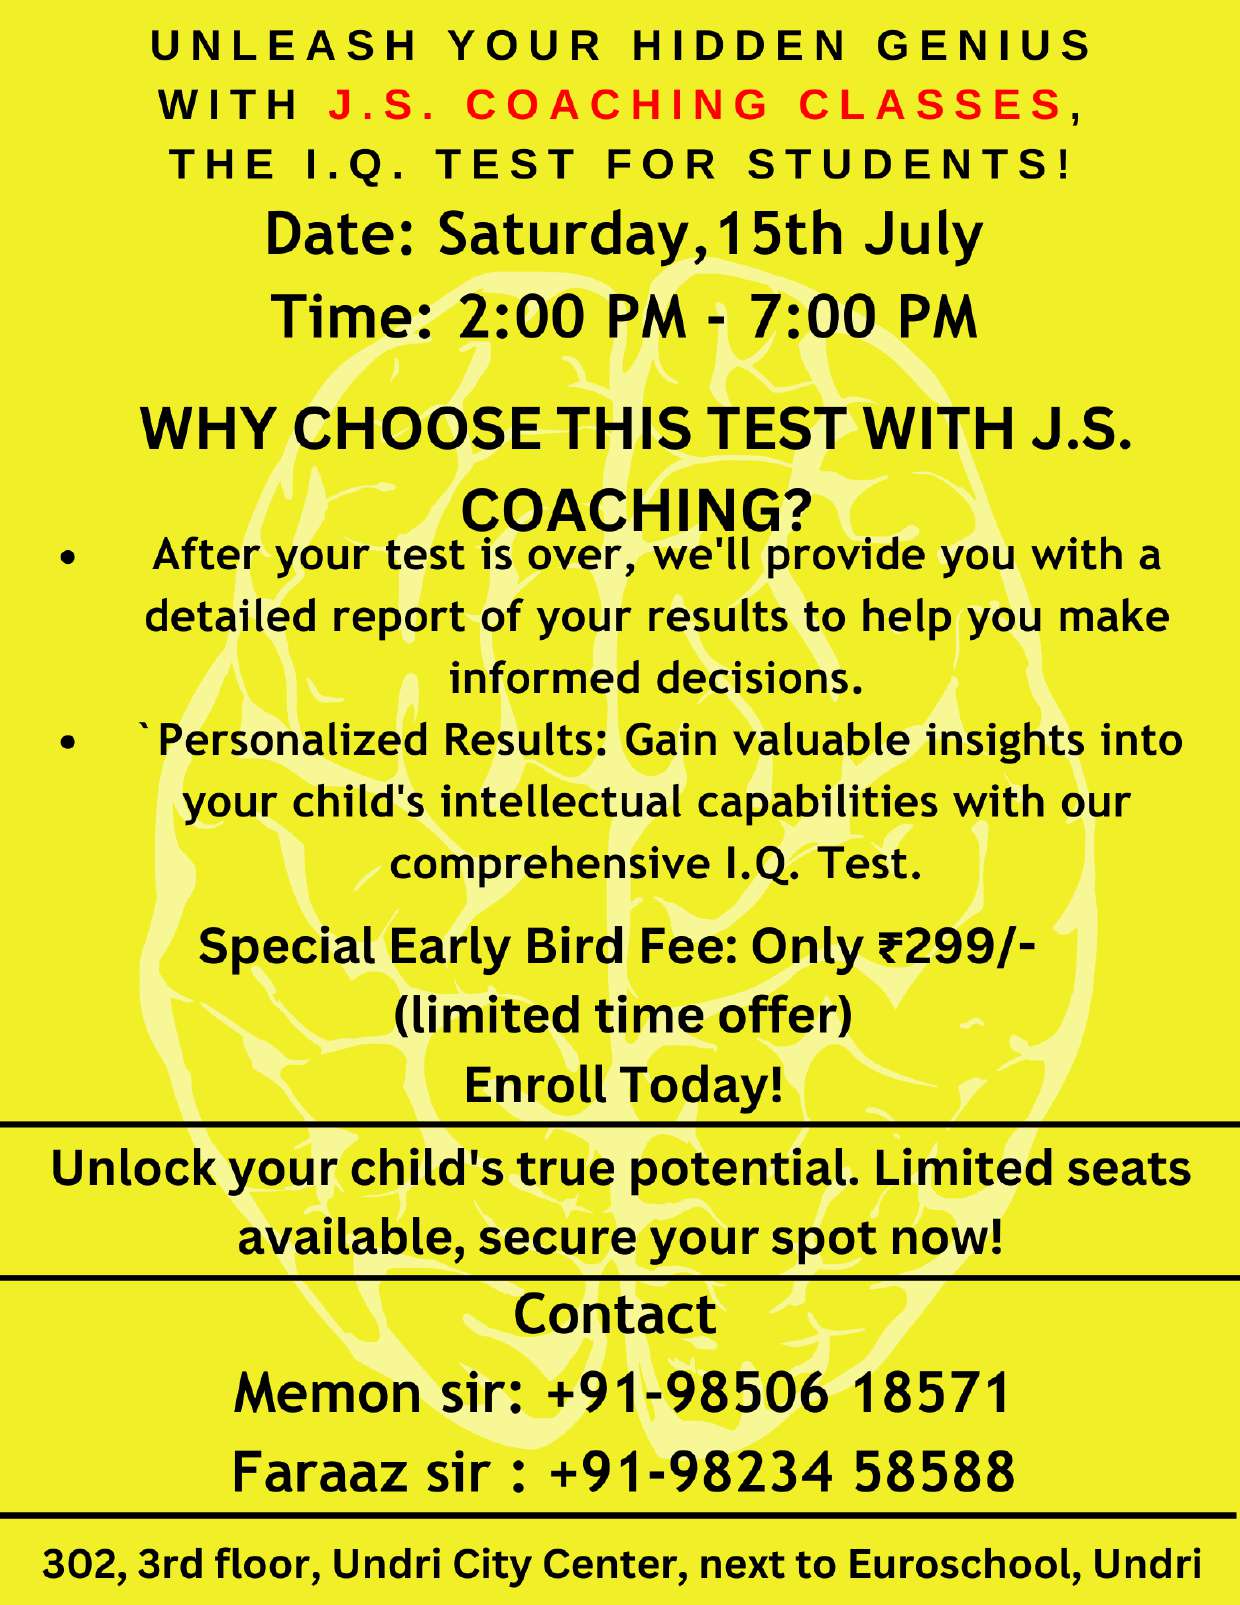 UNLEASH YOUR HIDDEN GENIUS
WITH J.S. COACHING CLASSES,
THE I.Q. TEST FOR STUDENTS!
Date: Saturday,15th July
Time: 2:00 PM - 7:00 PM
WHY CHOOSE THIS TEST WITH J.S.
COACHING?
• After your test is over, we'll provide you with a
detailed report of your results to help you make
informed decisions.
• `Personalized Results: Gain valuable insights into
your child's intellectual capabilities with our
comprehensive I.Q. Test.
Special Early Bird Fee: Only ₹299/-
(limited time offer)
Enroll Today!
Unlock your child's true potential. Limited seats
available, secure your spot now!
Contact
Memon sir: +91-98506 18571
Faraaz sir : +91-98234 58588
302, 3rd floor, Undri City Center, next to Euroschool, Undri